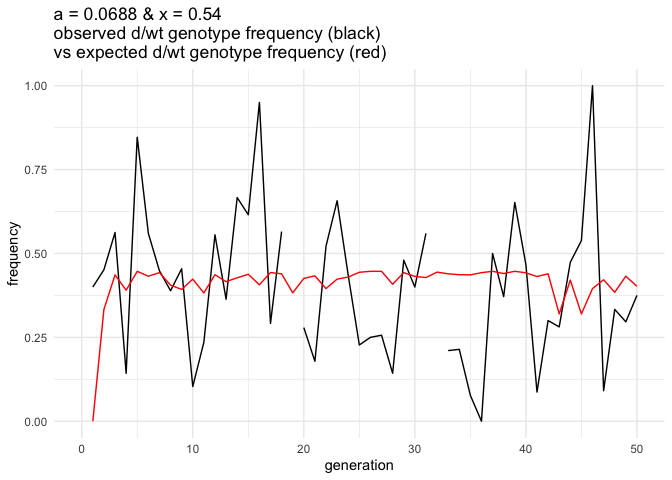 a = 0.0688 & x = 0.54
observed d/wt genotype frequency (black)
vs expected d/wt genotype frequency (red)
1.00
0.75
0.50
0.25
0.00
frequency
0
10
20
30
40
50
generation